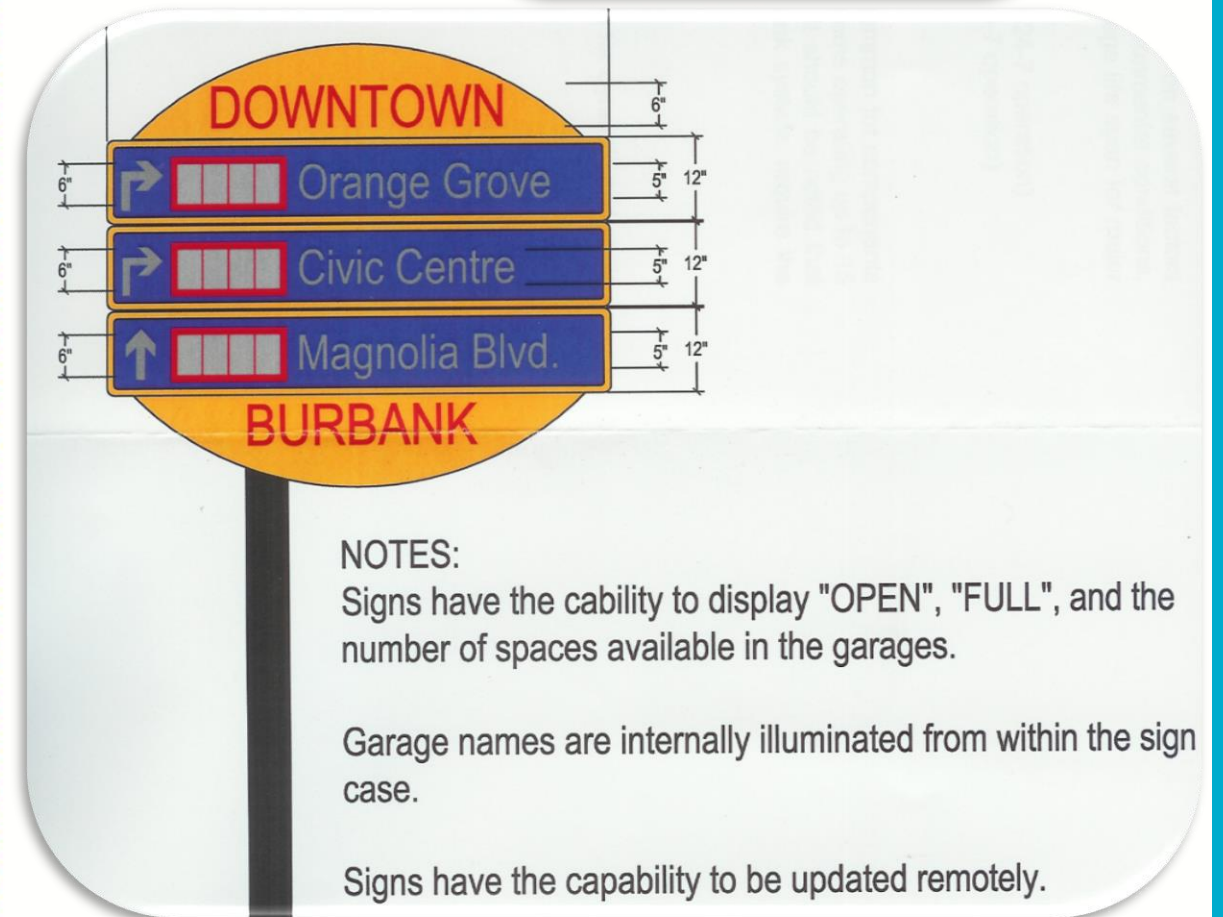 DOWNTOWN
6"
6" Orange Grove 5" 12"
6" Civic Centre 5" 12"
6" Magnolia Blvd. 5" 12"
BURBANK
NOTES:
Signs have the cability to display "OPEN", "FULL", and the
number of spaces available in the garages.
Garage names are internally illuminated from within the sign
case.
Signs have the capability to be updated remotely.